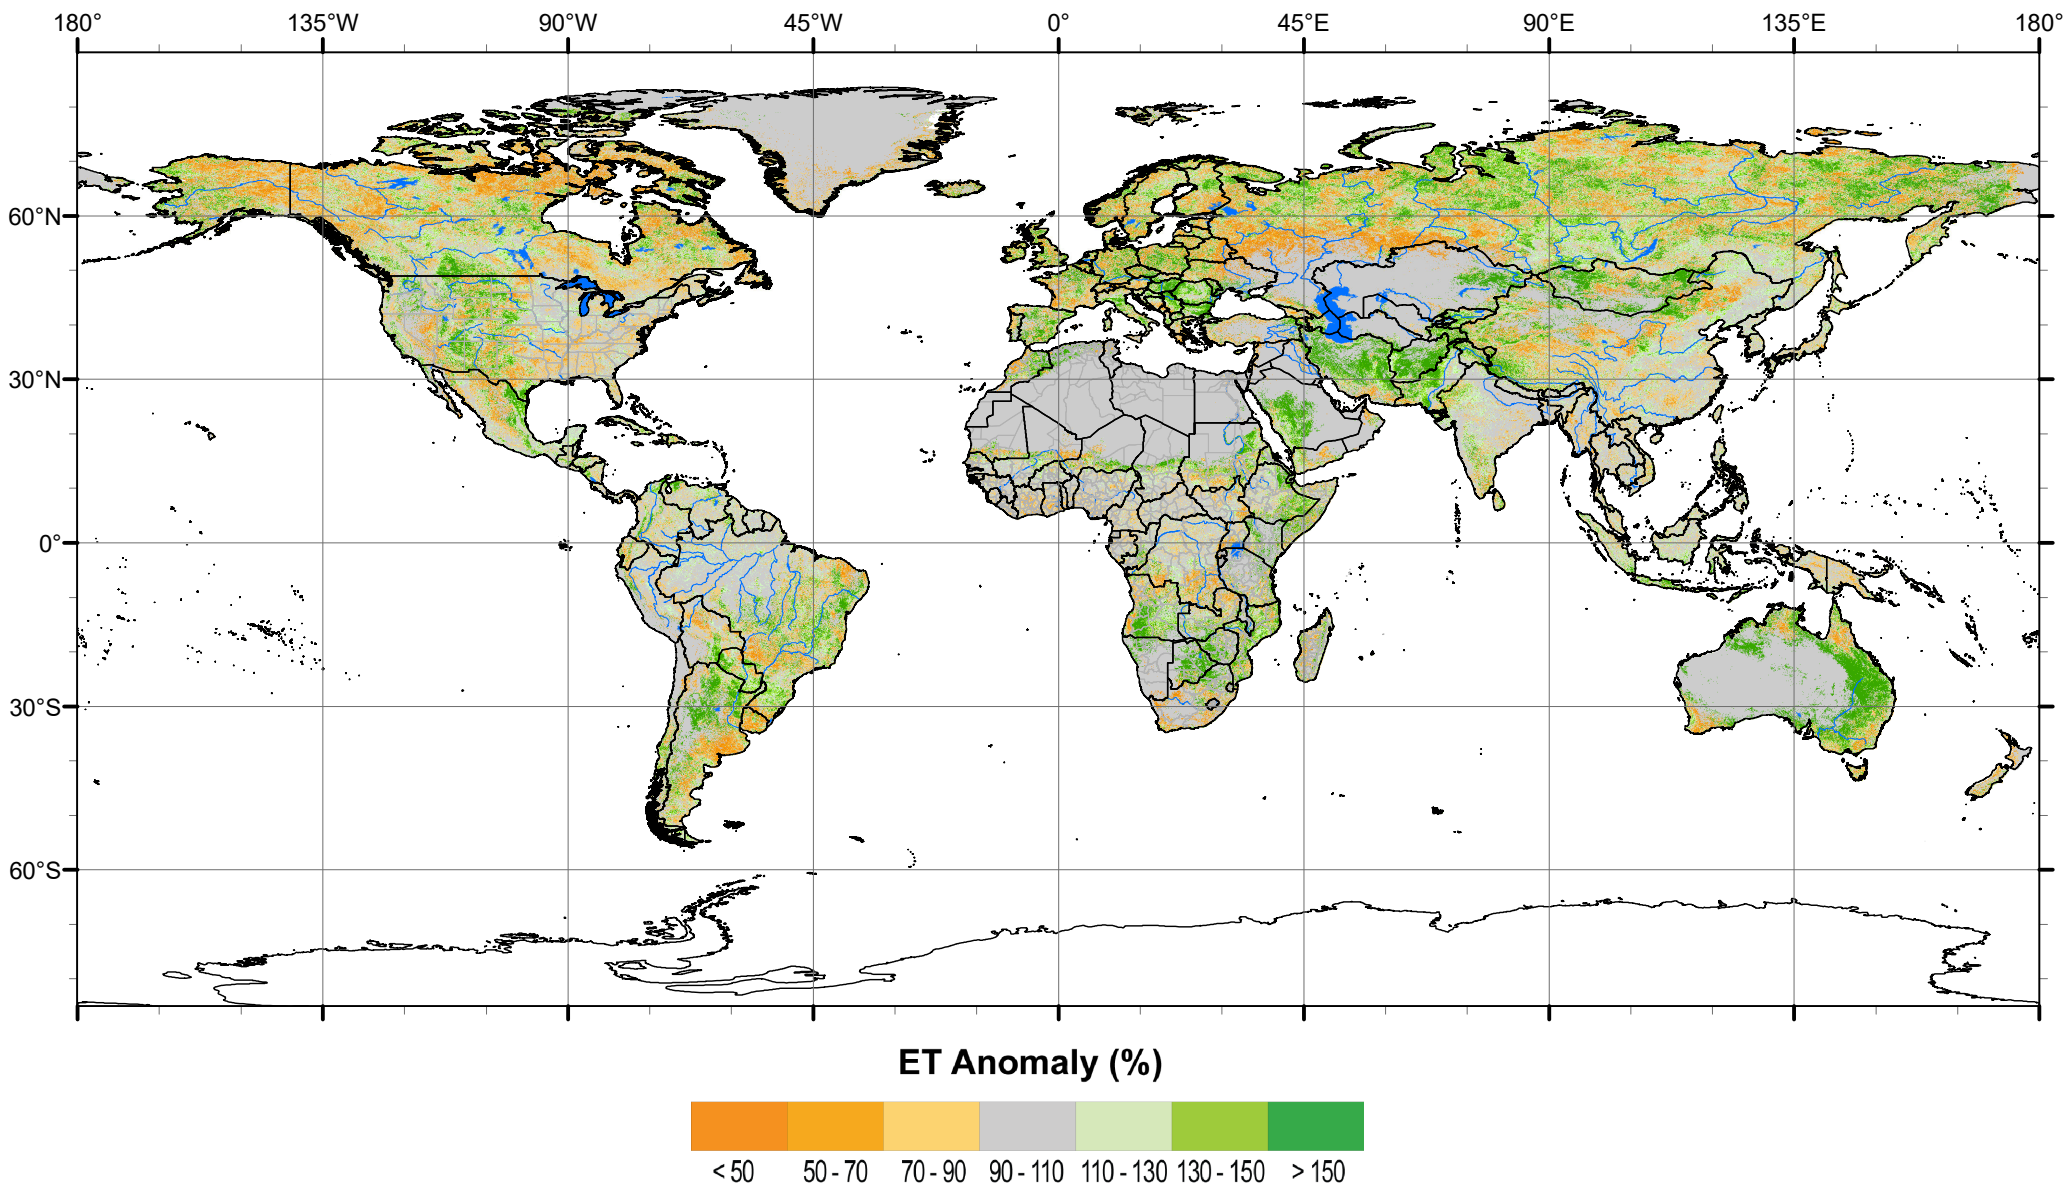 180° 135°W 90°W 45°W 0° 45°E 90°E 135°E 180°
60°N
30°N
0°
30°S
60°S
ET Anomaly (%)
< 50 50 - 70 70 - 90 90 - 110 110 - 130 130 - 150 > 150